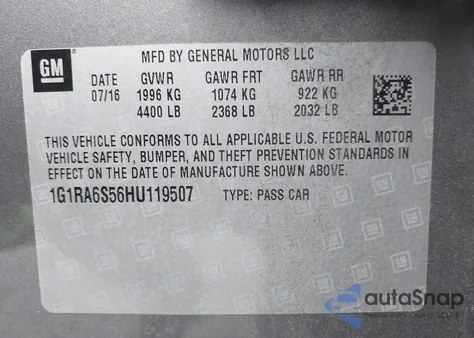 GM
MFD BY GENERAL MOTORS LLC
DATE GVWR GAWR FRT GAWR RR
07/16 1996 KG 1074 KG 922 KG
4400 LB 2368 LB 2032 LB
THIS VEHICLE CONFORMS TO ALL APPLICABLE U.S. FEDERAL MOTOR
VEHICLE SAFETY, BUMPER, AND THEFT PREVENTION STANDARDS IN
EFFECT ON THE DATE OF MANUFACTURE SHOWN ABOVE.
1G1RA6S56HU119507 TYPE: PASS CAR
autoSnap